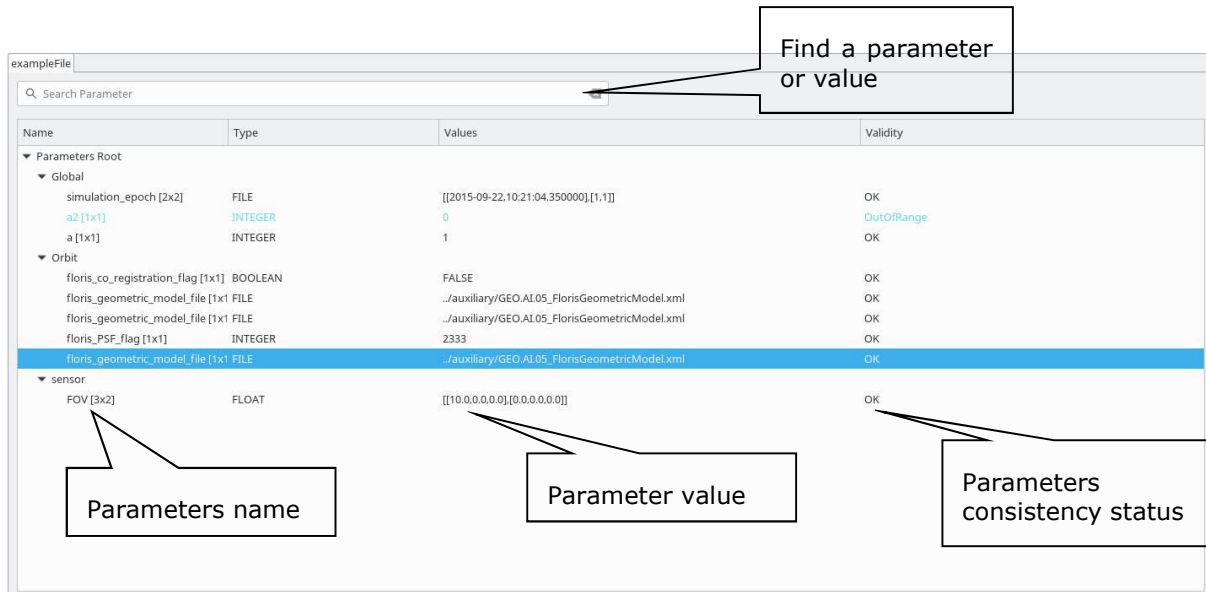 Find a parameter
or value
exampleFile
Search Parameter
Name Type Values Validity
Parameters Root
Global
simulation_epoch [2x2] FILE [[2015-09-22,10:21:04.350000],[1,1]] OK
a2 [1x1] INTEGER 0 OutOfRange
a [1x1] INTEGER 1 OK
Orbit
floris_co_registration_flag [1x1] BOOLEAN FALSE OK
floris_geometric_model_file [1x1 FILE ../auxiliary/GEO.AI.05_FlorisGeometricModel.xml OK
floris_geometric_model_file [1x1 FILE ../auxiliary/GEO.AI.05_FlorisGeometricModel.xml OK
floris_PSF_flag [1x1] INTEGER 2333 OK
floris_geometric_model_file [1x1 FILE ../auxiliary/GEO.AI.05_FlorisGeometricModel.xml OK
sensor
FOV [3x2] FLOAT [[10.0,0.0,0.0],[0.0,0.0,0.0]] OK
Parameters name
Parameter value
Parameters
consistency status